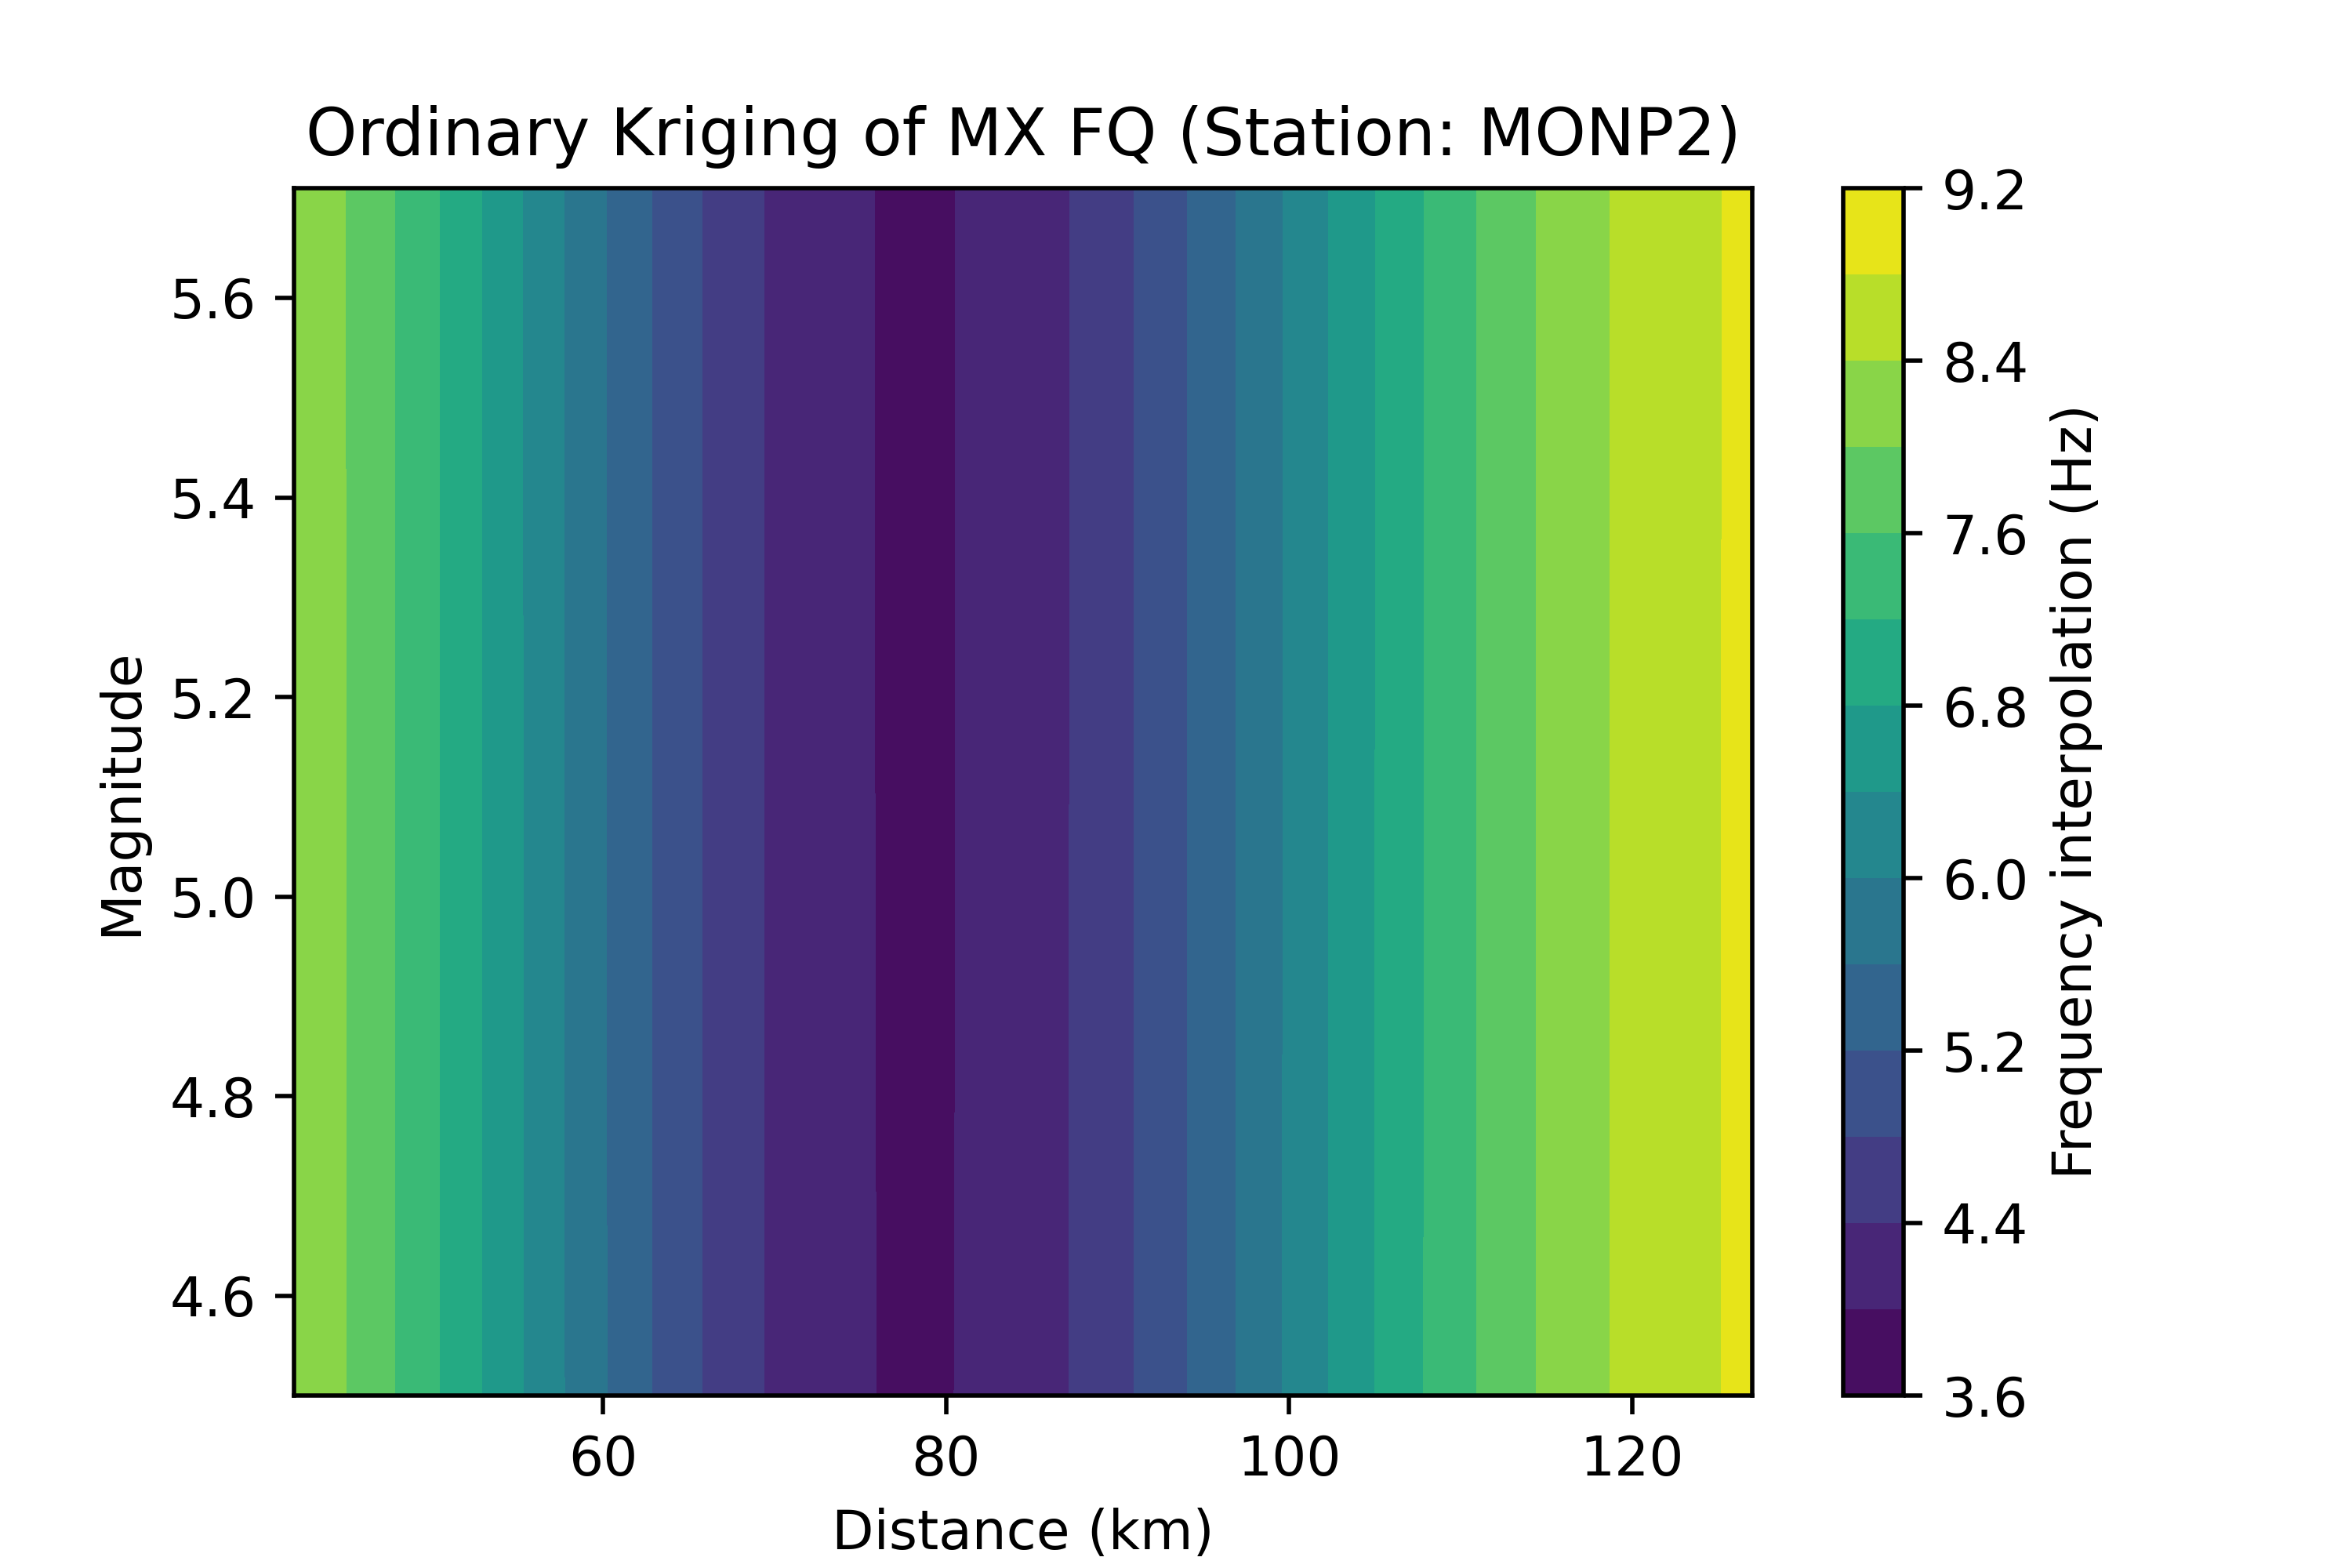 Ordinary Kriging of MX FQ (Station: MONP2)
Magnitude
5.6
5.4
5.2
5.0
4.8
4.6
60 80 100 120
Distance (km)
9.2
8.4
7.6
6.8
6.0
5.2
4.4
3.6
Frequency interpolation (Hz)